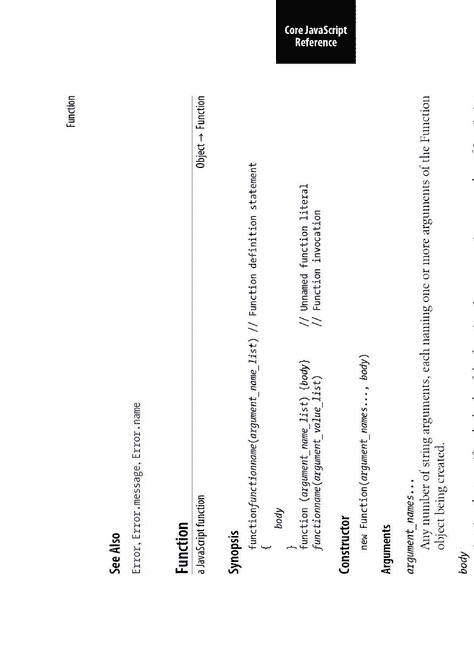 Core JavaScript
Reference
Function
See Also
Error, Error.message, Error.name
Function
a JavaScript function Object → Function
Synopsis
functionfunctionname(argument_name_list) // Function definition statement
{
body
}
function (argument_name_list) {body} // Unnamed function literal
functionname(argument_value_list) // Function invocation
Constructor
new Function(argument_names..., body)
Arguments
argument_names...
Any number of string arguments, each naming one or more arguments of the Function
object being created.
body